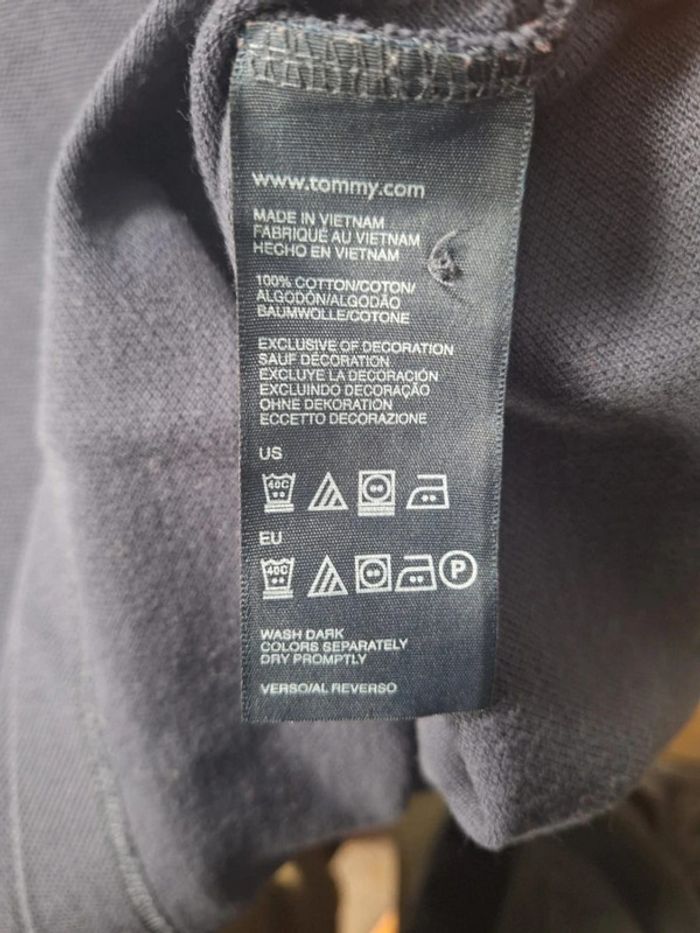 www.tommy.com
MADE IN VIETNAM
FABRIQUÉ AU VIETNAM
HECHO EN VIETNAM
100% COTTON/COTON/
ALGODÓN/ALGODÃO
BAUMWOLLE/COTONE
EXCLUSIVE OF DECORATION
SAUF DÉCORATION
EXCLUYE LA DECORACIÓN
EXCLUINDO DECORAÇÃO
OHNE DEKORATION
ECCETTO DECORAZIONE
US
40C
EU
40C P
WASH DARK
COLORS SEPARATELY
DRY PROMPTLY
VERSO/AL REVERSO